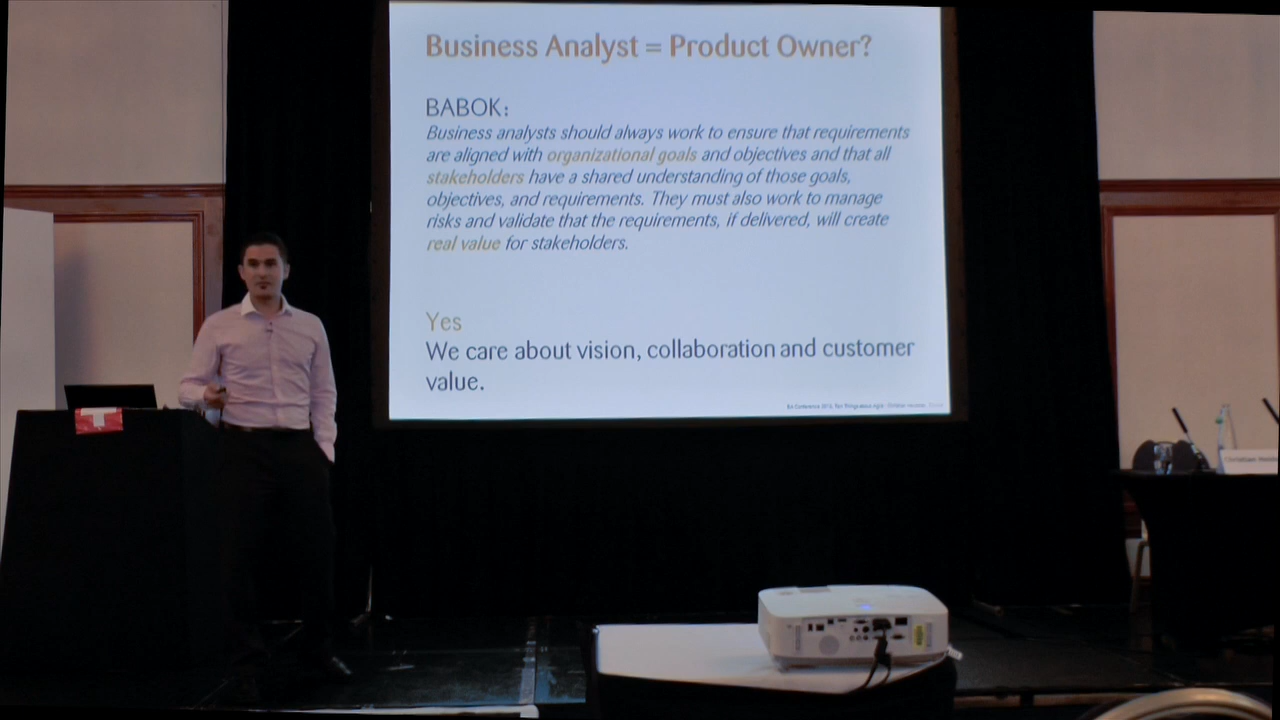 Business Analyst = Product Owner?
BABOK:
Business analysts should always work to ensure that requirements
are aligned with organizational goals and objectives and that all
stakeholders have a shared understanding of those goals,
objectives, and requirements. They must also work to manage
risks and validate that the requirements, if delivered, will create
real value for stakeholders.
Yes
We care about vision, collaboration and customer
value.
Christian